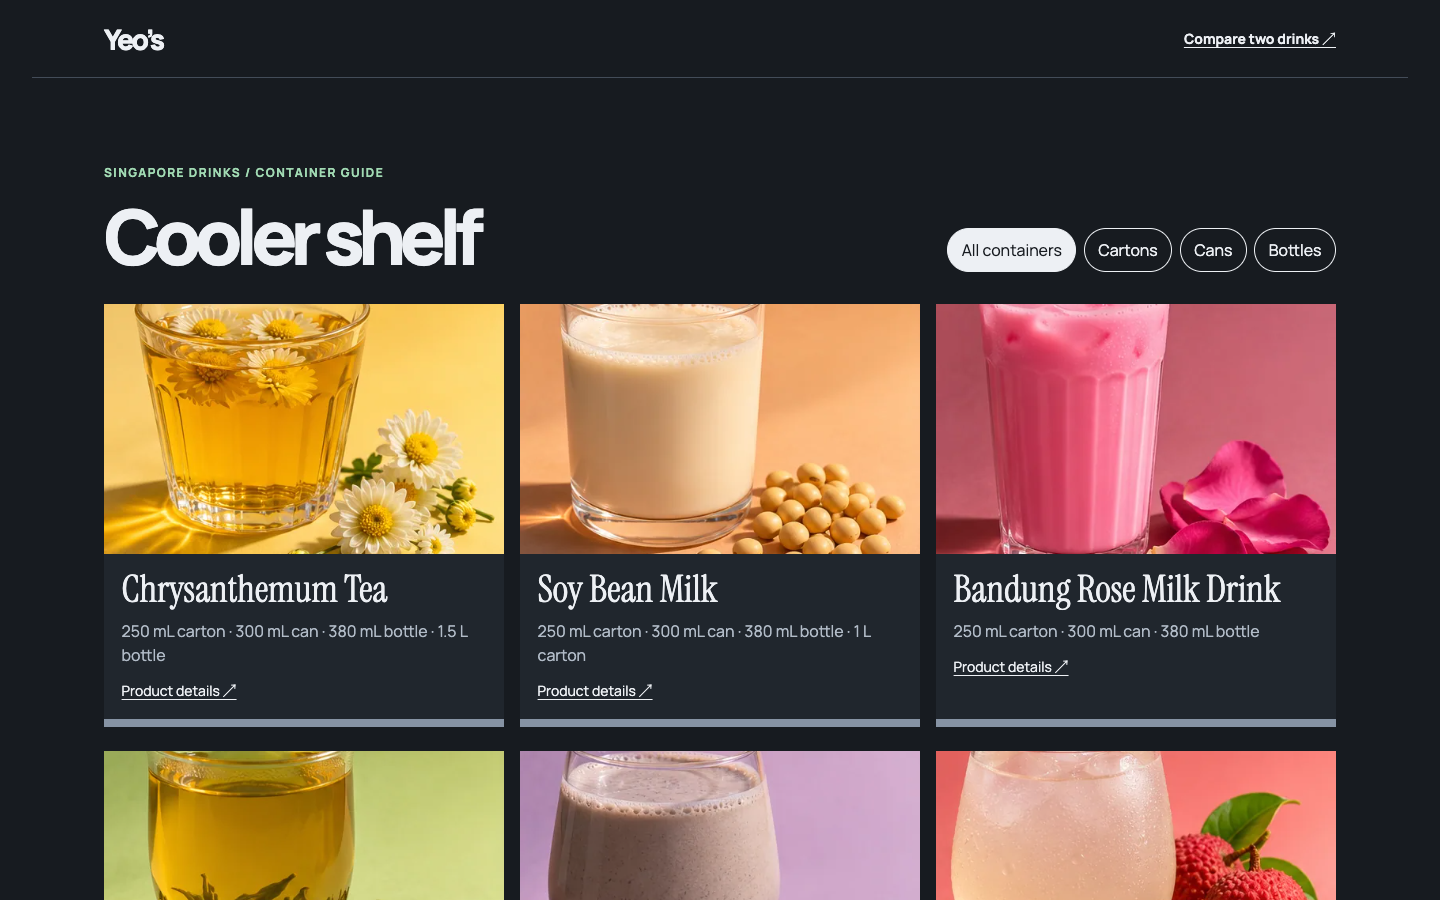 Yeo's
Compare two drinks ↗
SINGAPORE DRINKS / CONTAINER GUIDE
Cooler shelf
All containers
Cartons
Cans
Bottles
Chrysanthemum Tea
250 mL carton · 300 mL can · 380 mL bottle · 1.5 L
bottle
Product details ↗
Soy Bean Milk
250 mL carton · 300 mL can · 380 mL bottle · 1 L
carton
Product details ↗
Bandung Rose Milk Drink
250 mL carton · 300 mL can · 380 mL bottle
Product details ↗